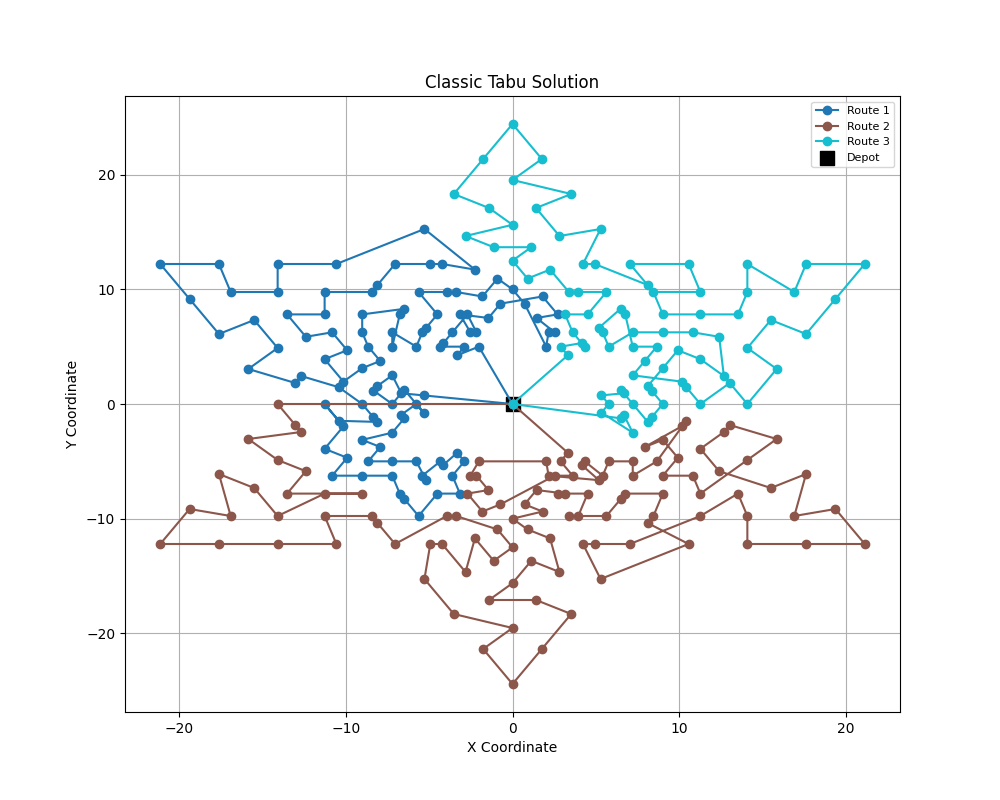 Classic Tabu Solution
Route 1
Route 2
Route 3
Depot
20
10
0
−10
−20
Y Coordinate
−20
−10
0
10
20
X Coordinate